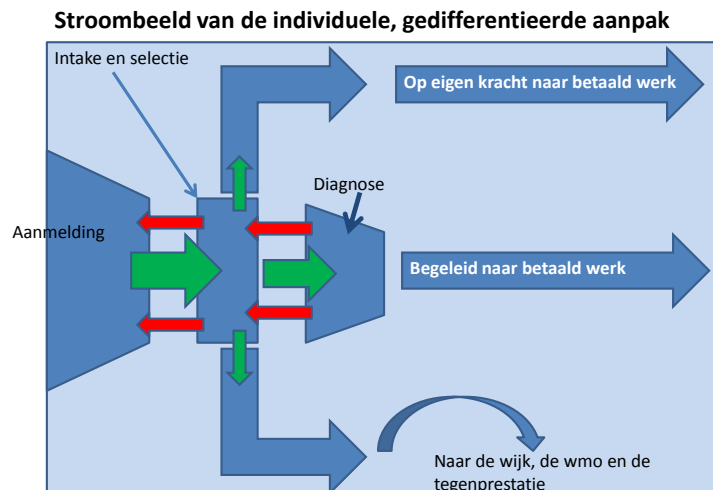 Stroombeeld van de individuele, gedifferentieerde aanpak
Intake en selectie
Op eigen kracht naar betaald werk
Diagnose
Aanmelding
Begeleid naar betaald werk
Naar de wijk, de wmo en de
tegenprestatie